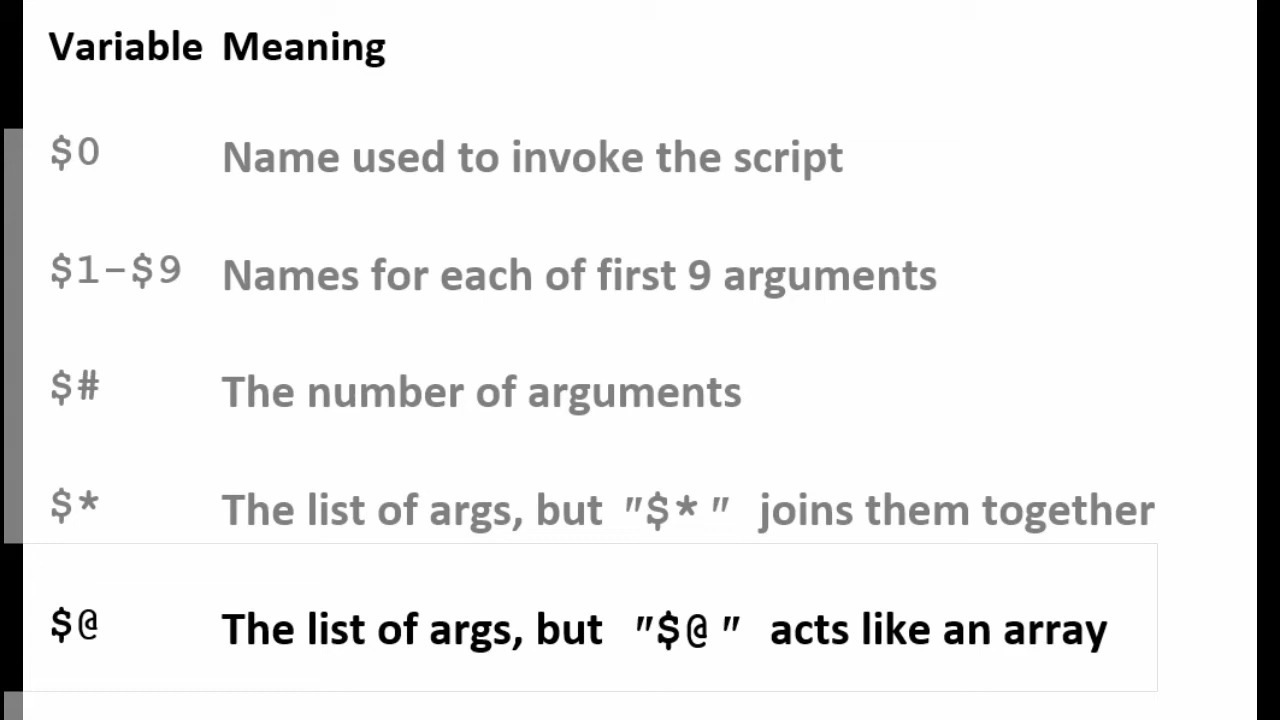 Variable Meaning
$0 Name used to invoke the script
$1-$9 Names for each of first 9 arguments
$# The number of arguments
$* The list of args, but "$*" joins them together
$@ The list of args, but "$@" acts like an array